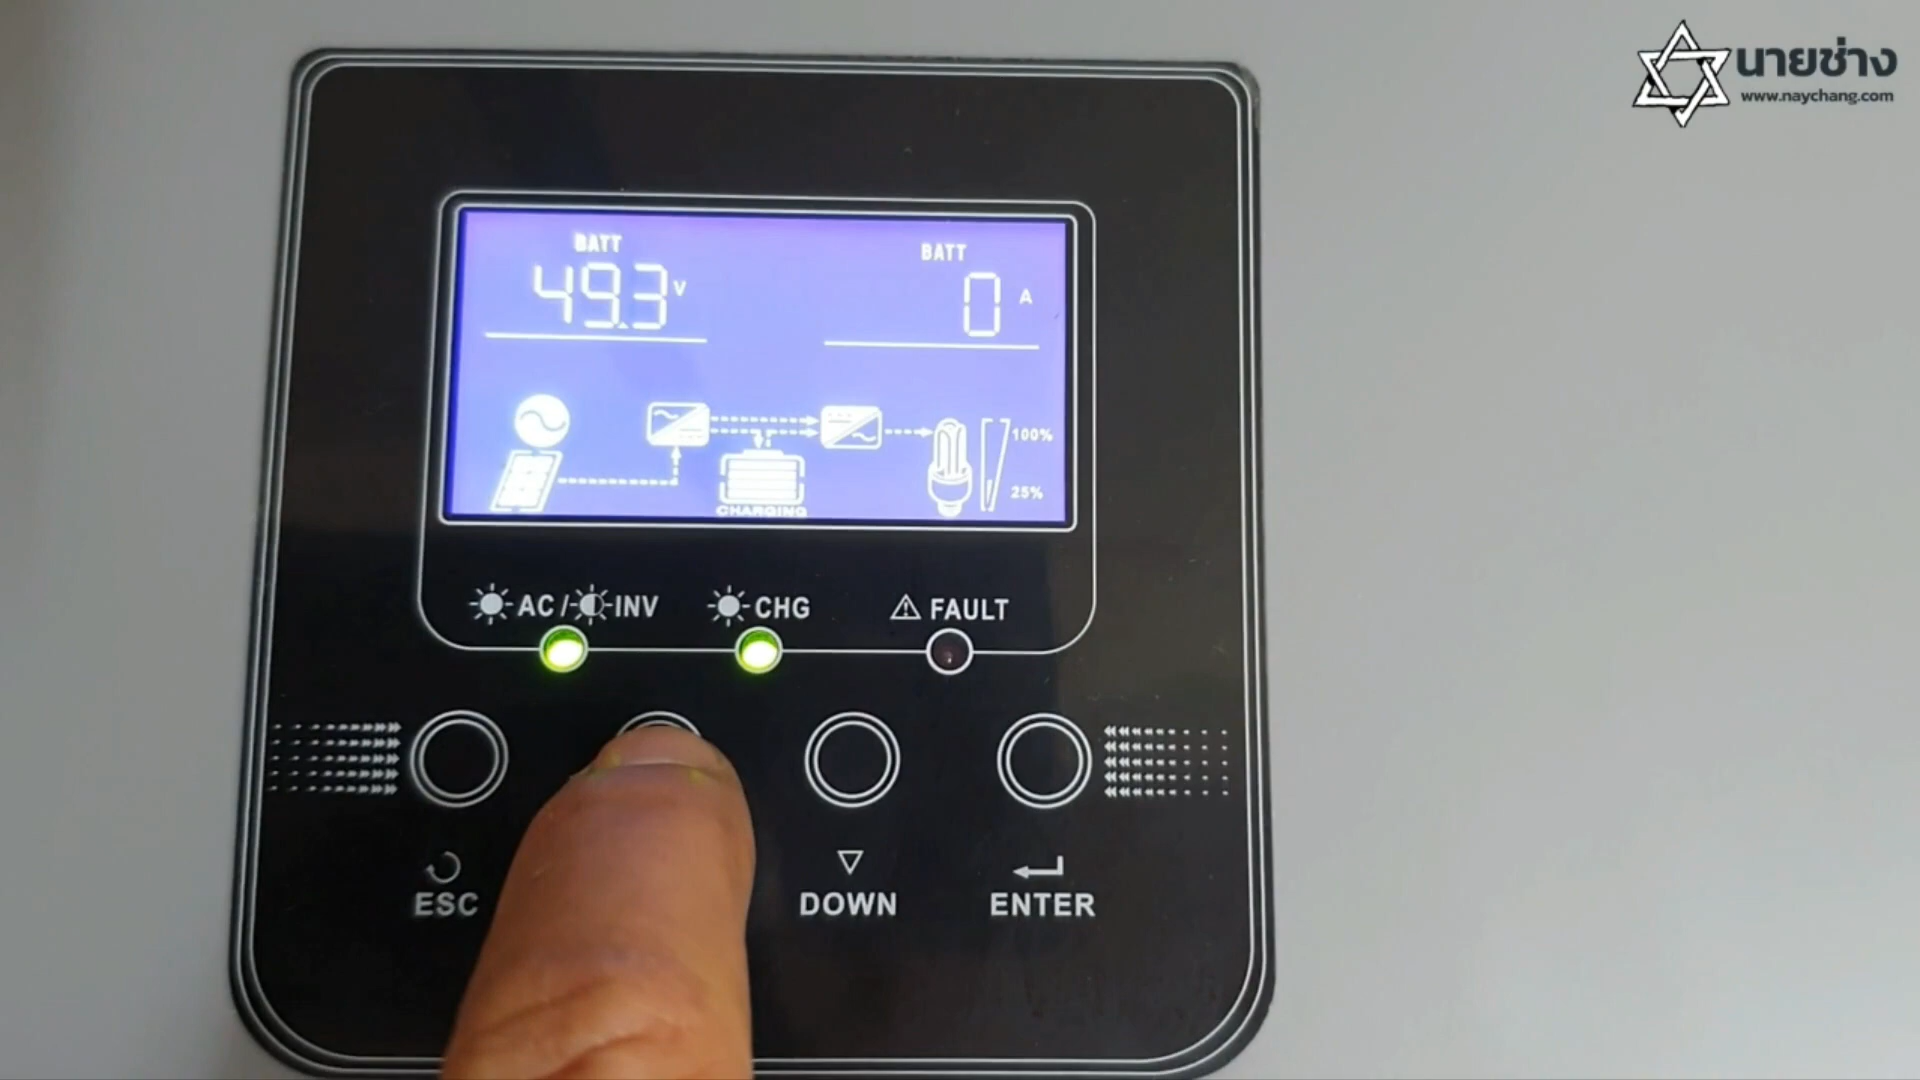 นายช่าง
www.naychang.com
BATT
49.3 V
BATT
0 A
100%
25%
CHARGING
AC / INV
CHG
FAULT
ESC
DOWN
ENTER